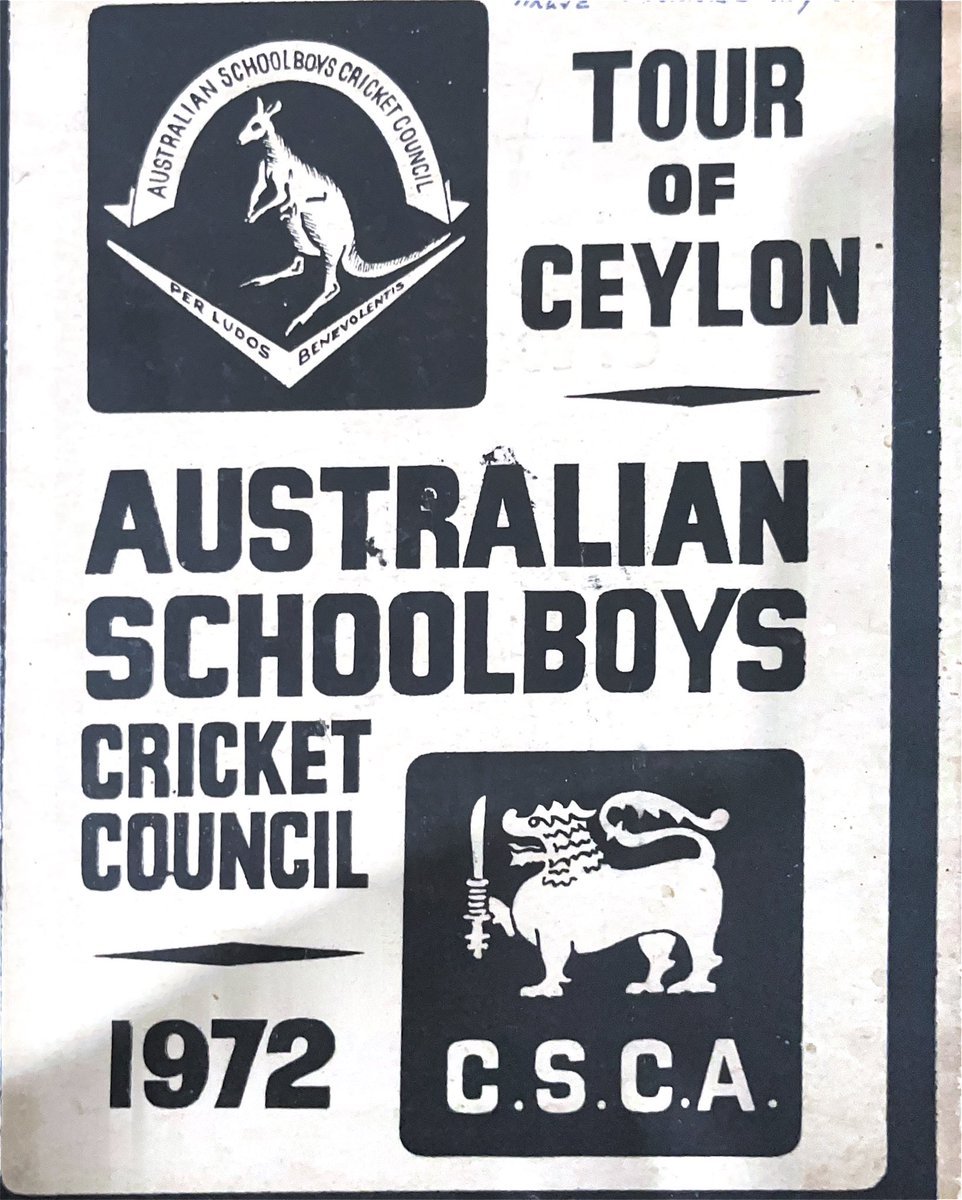 AUSTRALIAN SCHOOLBOYS CRICKET COUNCIL
PER LUDOS BENEVOLENTIS
TOUR
OF
CEYLON
AUSTRALIAN
SCHOOLBOYS
CRICKET
COUNCIL
1972
C.S.C.A.